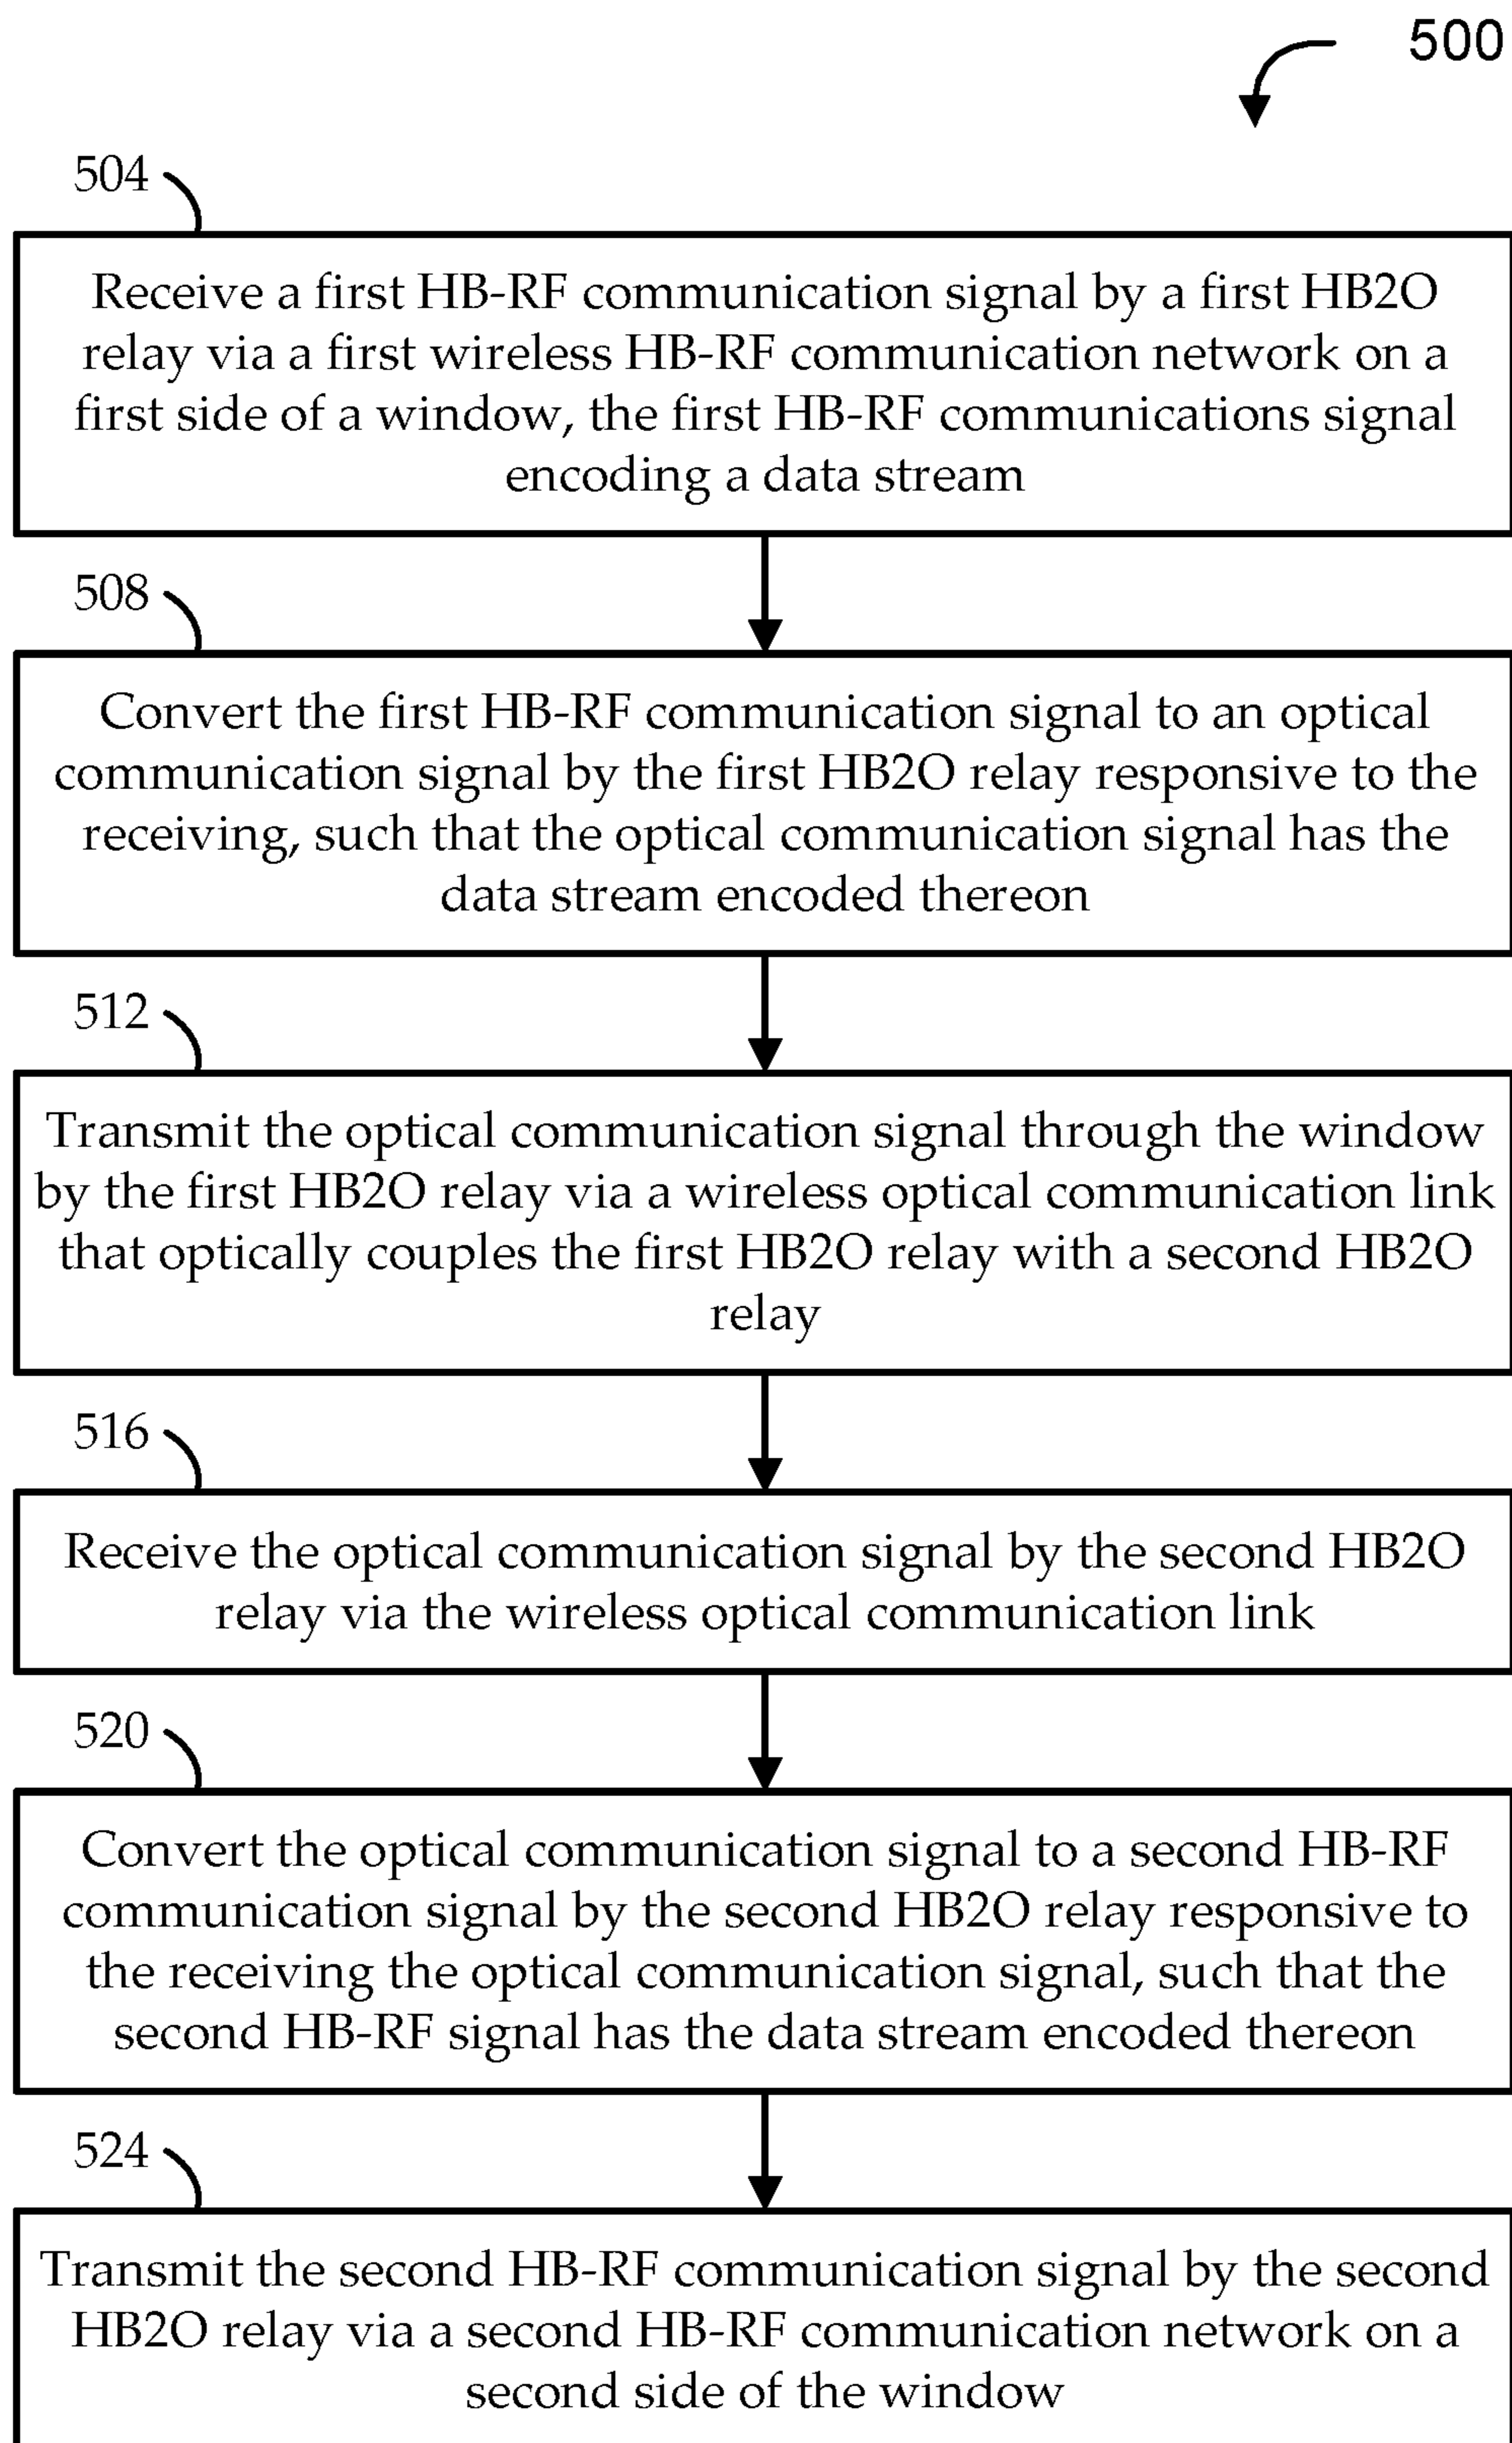 500
504
Receive a first HB-RF communication signal by a first HB2O
relay via a first wireless HB-RF communication network on a
first side of a window, the first HB-RF communications signal
encoding a data stream
508
Convert the first HB-RF communication signal to an optical
communication signal by the first HB2O relay responsive to the
receiving, such that the optical communication signal has the
data stream encoded thereon
512
Transmit the optical communication signal through the window
by the first HB2O relay via a wireless optical communication link
that optically couples the first HB2O relay with a second HB2O
relay
516
Receive the optical communication signal by the second HB2O
relay via the wireless optical communication link
520
Convert the optical communication signal to a second HB-RF
communication signal by the second HB2O relay responsive to
the receiving the optical communication signal, such that the
second HB-RF signal has the data stream encoded thereon
524
Transmit the second HB-RF communication signal by the second
HB2O relay via a second HB-RF communication network on a
second side of the window